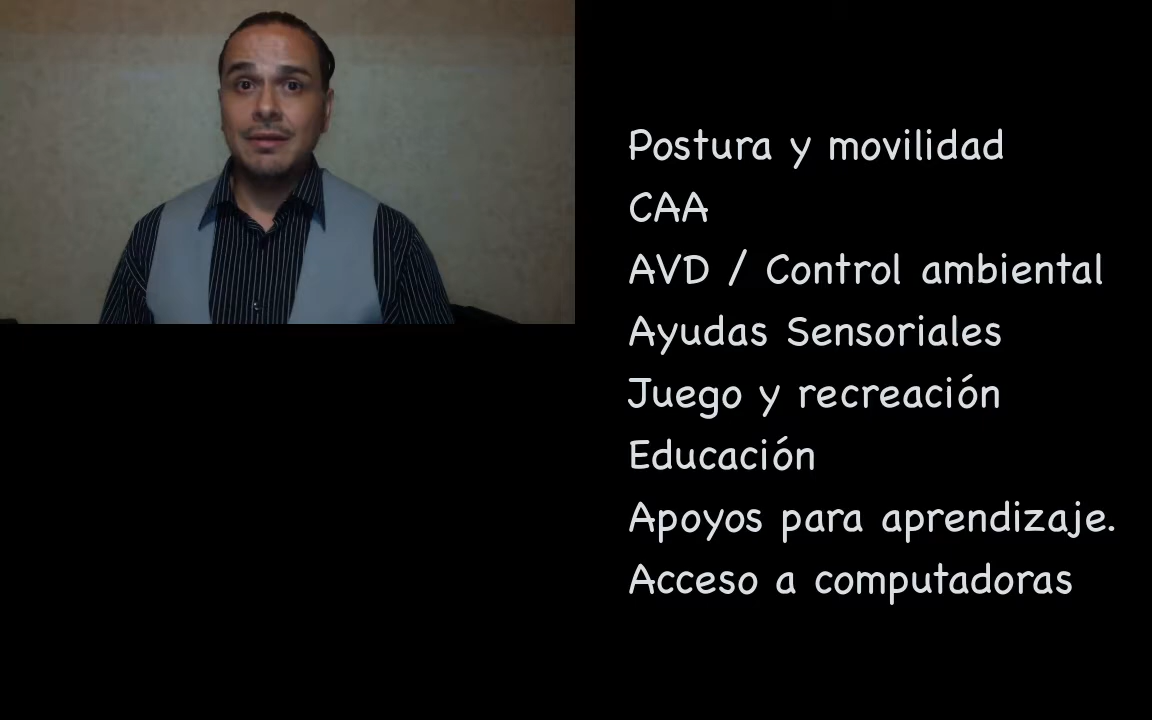 Postura y movilidad
CAA
AVD / Control ambiental
Ayudas Sensoriales
Juego y recreación
Educación
Apoyos para aprendizaje.
Acceso a computadoras